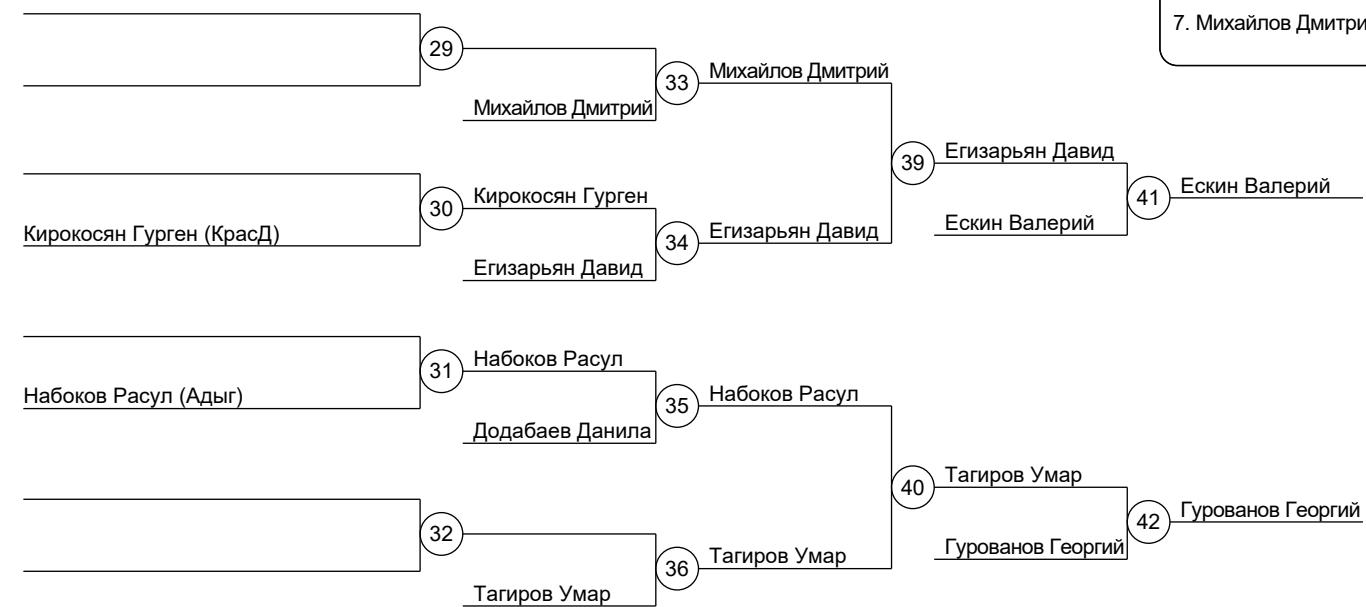 7. Михайлов Дмитри
29
33
Михайлов Дмитрий
Михайлов Дмитрий
39
Егизарьян Давид
41
Ескин Валерий
Ескин Валерий
30
Кирокосян Гурген
Кирокосян Гурген (КрасД)
34
Егизарьян Давид
Егизарьян Давид
31
Набоков Расул
Набоков Расул (Адыг)
35
Набоков Расул
Додабаев Данила
40
Тагиров Умар
42
Гурованов Георгий
Гурованов Георгий
32
36
Тагиров Умар
Тагиров Умар